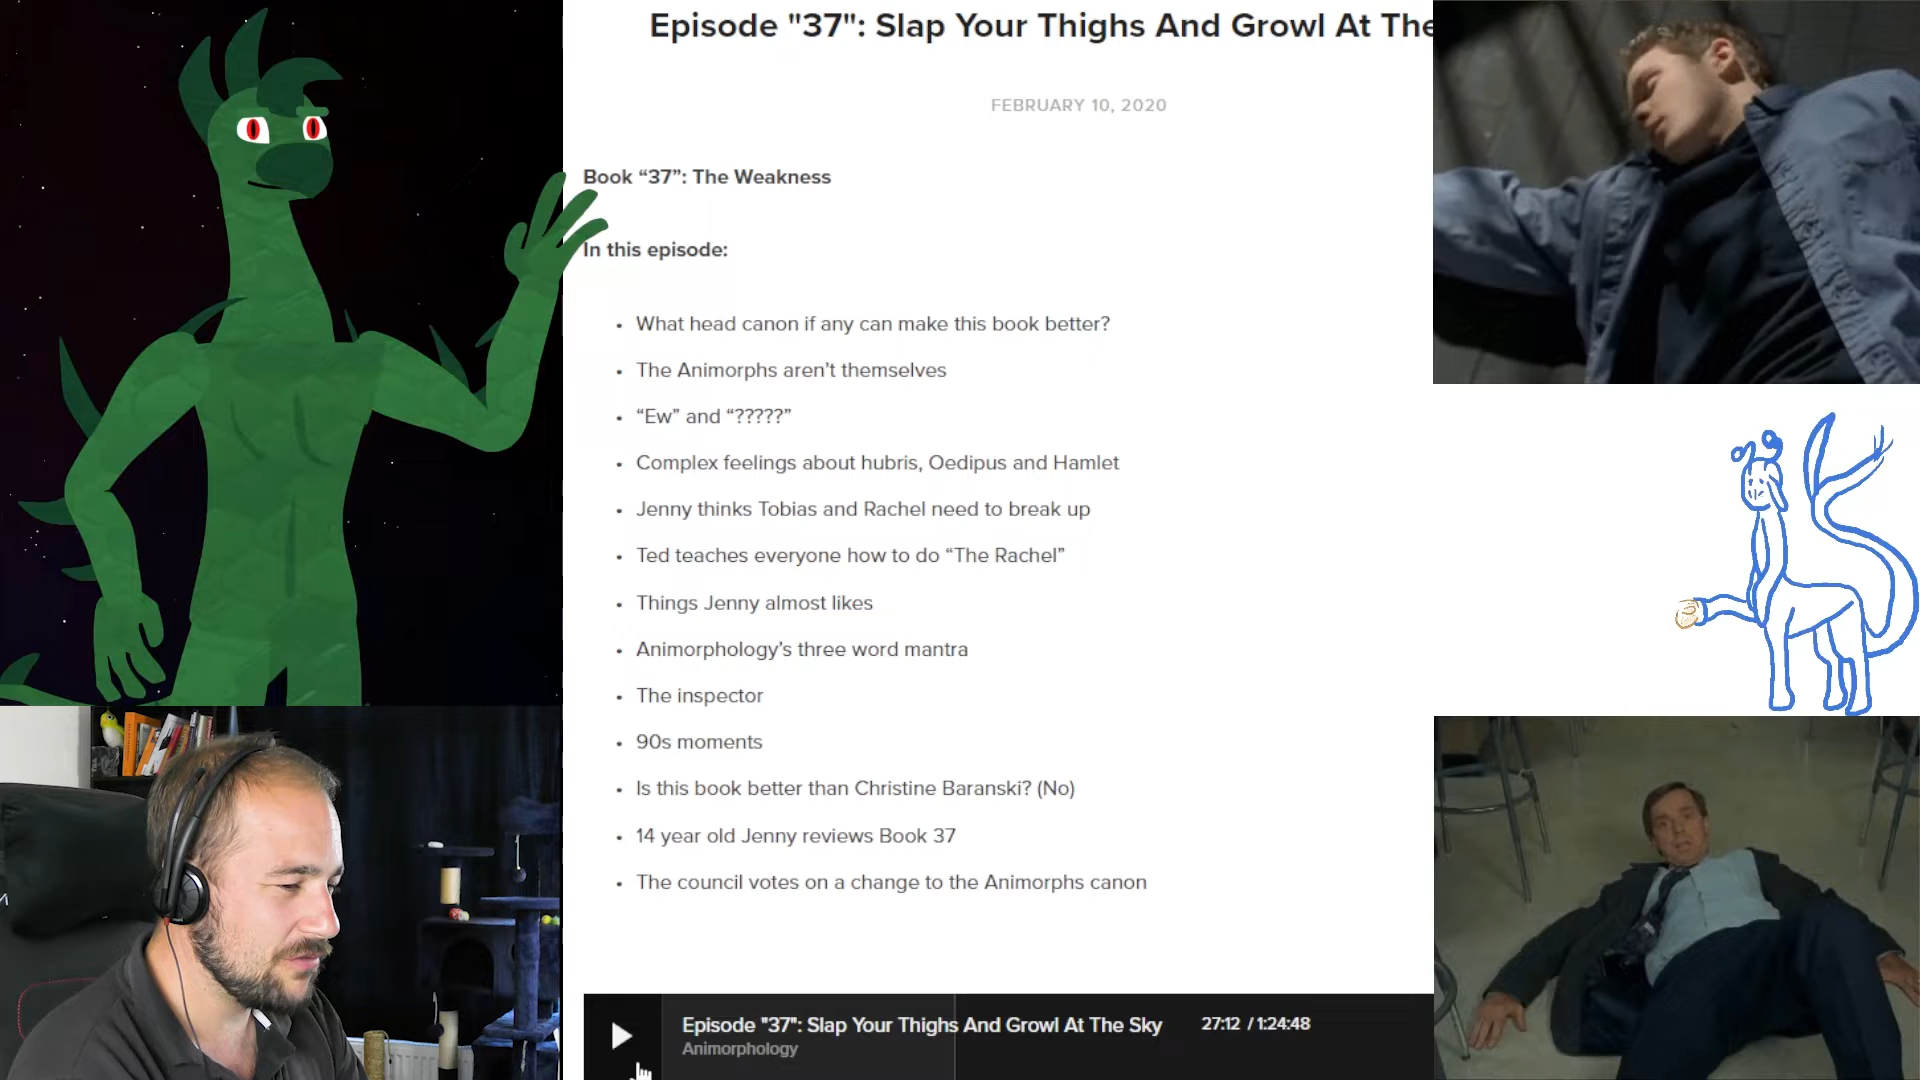 Episode "37": Slap Your Thighs And Growl At The
FEBRUARY 10, 2020
Book “37”: The Weakness
In this episode:
• What head canon if any can make this book better?
• The Animorphs aren’t themselves
• “Ew” and “?????”
• Complex feelings about hubris, Oedipus and Hamlet
• Jenny thinks Tobias and Rachel need to break up
• Ted teaches everyone how to do “The Rachel”
• Things Jenny almost likes
• Animorphology’s three word mantra
• The inspector
• 90s moments
• Is this book better than Christine Baranski? (No)
• 14 year old Jenny reviews Book 37
• The council votes on a change to the Animorphs canon
Episode "37": Slap Your Thighs And Growl At The Sky
27:12 / 1:24:48
Animorphology